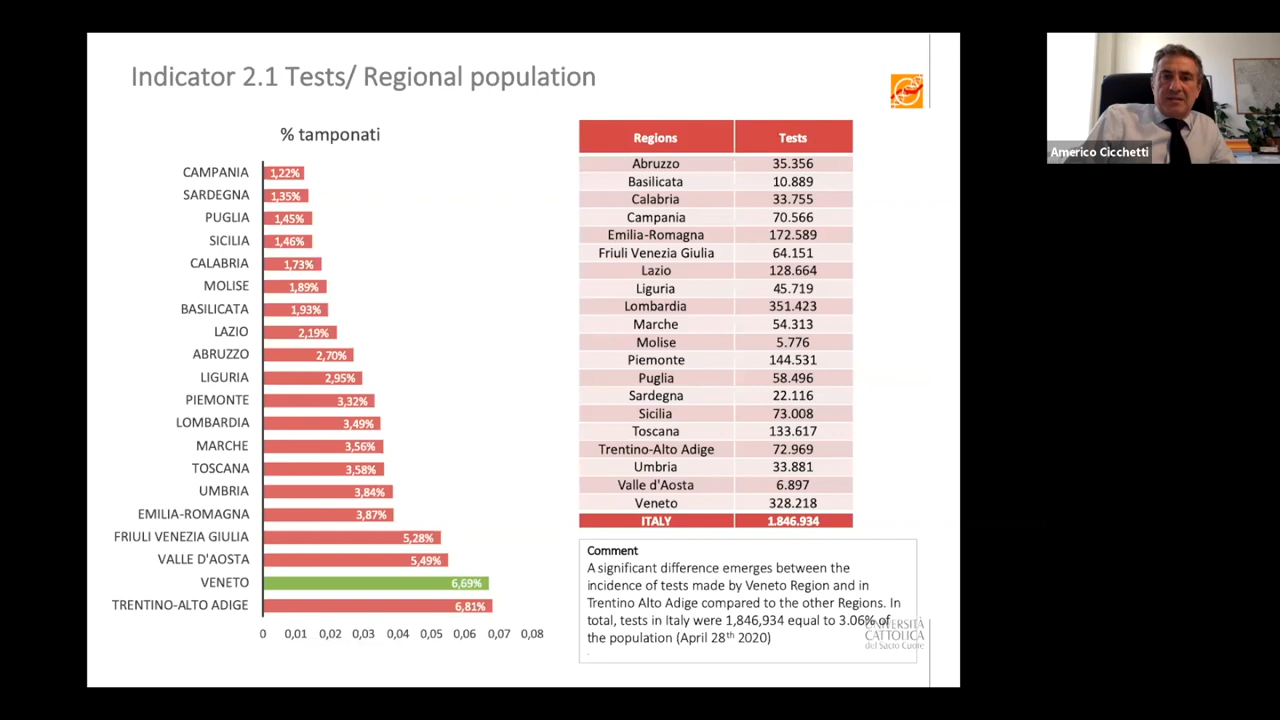 Indicator 2.1 Tests/ Regional population
% tamponati
CAMPANIA 1,22%
SARDEGNA 1,35%
PUGLIA 1,45%
SICILIA 1,46%
CALABRIA 1,73%
MOLISE 1,89%
BASILICATA 1,93%
LAZIO 2,19%
ABRUZZO 2,70%
LIGURIA 2,95%
PIEMONTE 3,32%
LOMBARDIA 3,49%
MARCHE 3,56%
TOSCANA 3,58%
UMBRIA 3,84%
EMILIA-ROMAGNA 3,87%
FRIULI VENEZIA GIULIA 5,28%
VALLE D'AOSTA 5,49%
VENETO 6,69%
TRENTINO-ALTO ADIGE 6,81%
0 0,01 0,02 0,03 0,04 0,05 0,06 0,07 0,08
Regions Tests
Abruzzo 35.356
Basilicata 10.889
Calabria 33.755
Campania 70.566
Emilia-Romagna 172.589
Friuli Venezia Giulia 64.151
Lazio 128.664
Liguria 45.719
Lombardia 351.423
Marche 54.313
Molise 5.776
Piemonte 144.531
Puglia 58.496
Sardegna 22.116
Sicilia 73.008
Toscana 133.617
Trentino-Alto Adige 72.969
Umbria 33.881
Valle d'Aosta 6.897
Veneto 328.218
ITALY 1.846.934
Comment
A significant difference emerges between the
incidence of tests made by Veneto Region and in
Trentino Alto Adige compared to the other Regions. In
total, tests in Italy were 1,846,934 equal to 3.06% of
the population (April 28th 2020)
.
UNIVERSITÀ
CATTOLICA
del Sacro Cuore
Americo Cicchetti